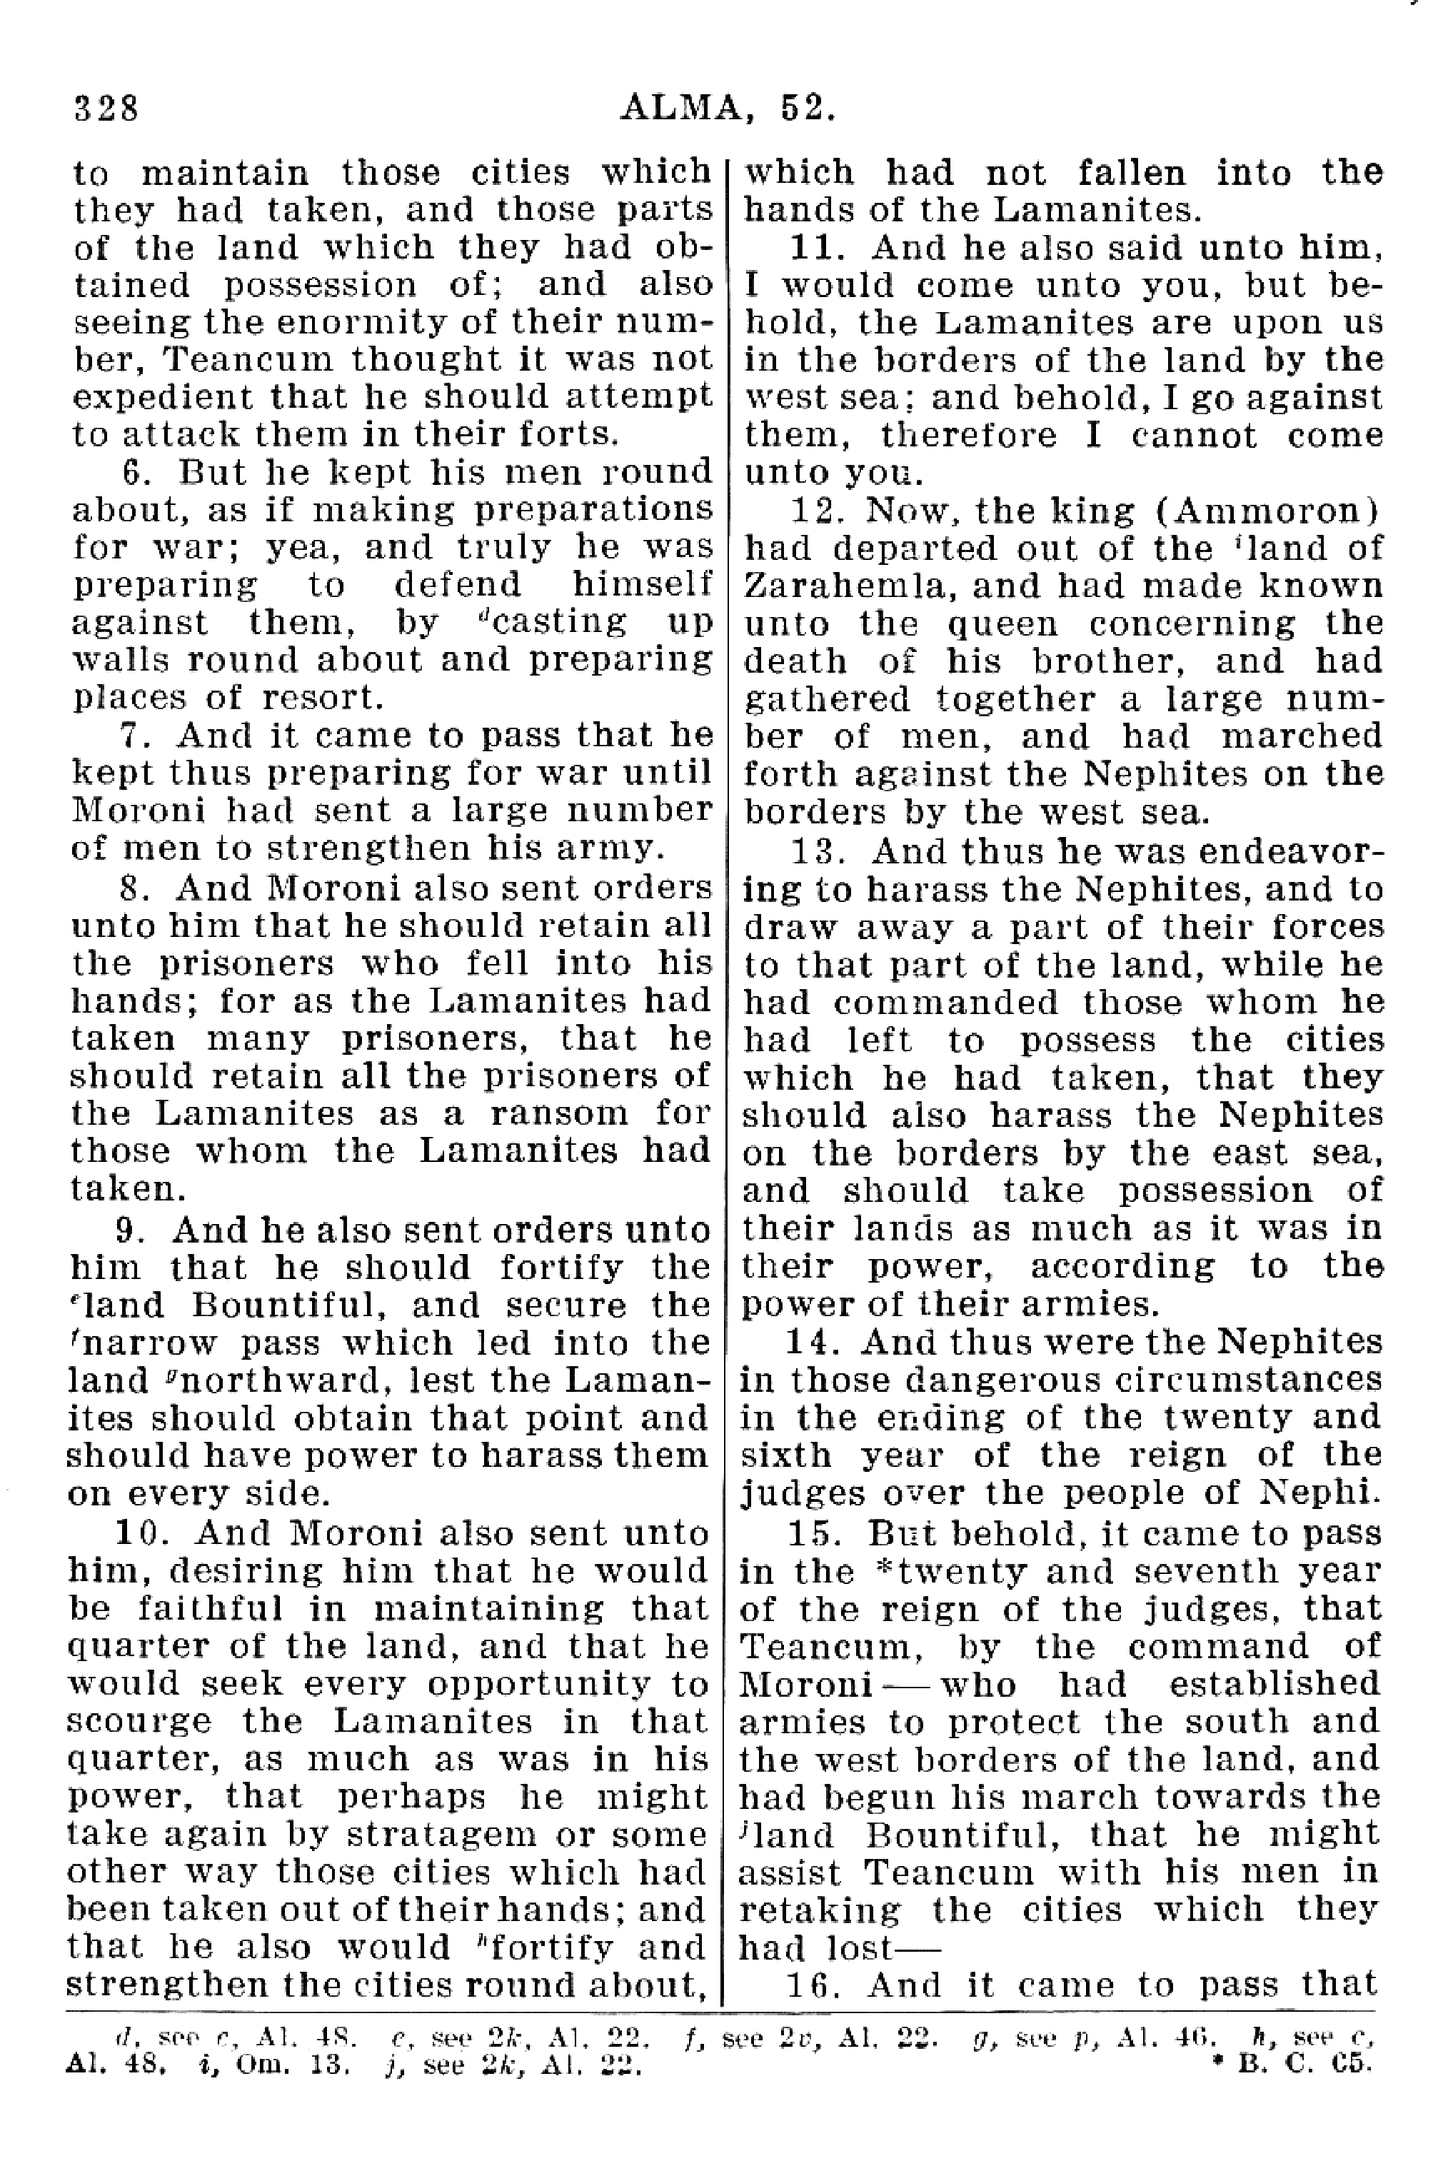 328
ALMA, 52.
to maintain those cities which
they had taken, and those parts
of the land which they had ob-
tained possession of; and also
seeing the enormity of their num-
ber, Teancum thought it was not
expedient that he should attempt
to attack them in their forts.
6. But he kept his men round
about, as if making preparations
for war; yea, and truly he was
preparing to defend himself
against them, by dcasting up
walls round about and preparing
places of resort.
7. And it came to pass that he
kept thus preparing for war until
Moroni had sent a large number
of men to strengthen his army.
8. And Moroni also sent orders
unto him that he should retain all
the prisoners who fell into his
hands; for as the Lamanites had
taken many prisoners, that he
should retain all the prisoners of
the Lamanites as a ransom for
those whom the Lamanites had
taken.
9. And he also sent orders unto
him that he should fortify the
eland Bountiful, and secure the
fnarrow pass which led into the
land gnorthward, lest the Laman-
ites should obtain that point and
should have power to harass them
on every side.
10. And Moroni also sent unto
him, desiring him that he would
be faithful in maintaining that
quarter of the land, and that he
would seek every opportunity to
scourge the Lamanites in that
quarter, as much as was in his
power, that perhaps he might
take again by stratagem or some
other way those cities which had
been taken out of their hands; and
that he also would hfortify and
strengthen the cities round about,
which had not fallen into the
hands of the Lamanites.
11. And he also said unto him,
I would come unto you, but be-
hold, the Lamanites are upon us
in the borders of the land by the
west sea; and behold, I go against
them, therefore I cannot come
unto you.
12. Now, the king (Ammoron)
had departed out of the iland of
Zarahemla, and had made known
unto the queen concerning the
death of his brother, and had
gathered together a large num-
ber of men, and had marched
forth against the Nephites on the
borders by the west sea.
13. And thus he was endeavor-
ing to harass the Nephites, and to
draw away a part of their forces
to that part of the land, while he
had commanded those whom he
had left to possess the cities
which he had taken, that they
should also harass the Nephites
on the borders by the east sea,
and should take possession of
their lands as much as it was in
their power, according to the
power of their armies.
14. And thus were the Nephites
in those dangerous circumstances
in the ending of the twenty and
sixth year of the reign of the
judges over the people of Nephi.
15. But behold, it came to pass
in the *twenty and seventh year
of the reign of the judges, that
Teancum, by the command of
Moroni—who had established
armies to protect the south and
the west borders of the land, and
had begun his march towards the
jland Bountiful, that he might
assist Teancum with his men in
retaking the cities which they
had lost—
16. And it came to pass that
d, see c, Al. 48. e, see 2k, Al. 22. f, see 2v, Al. 22. g, see p, Al. 46. h, see c,
Al. 48. i, Om. 13. j, see 2k, Al. 22. * B. C. 65.